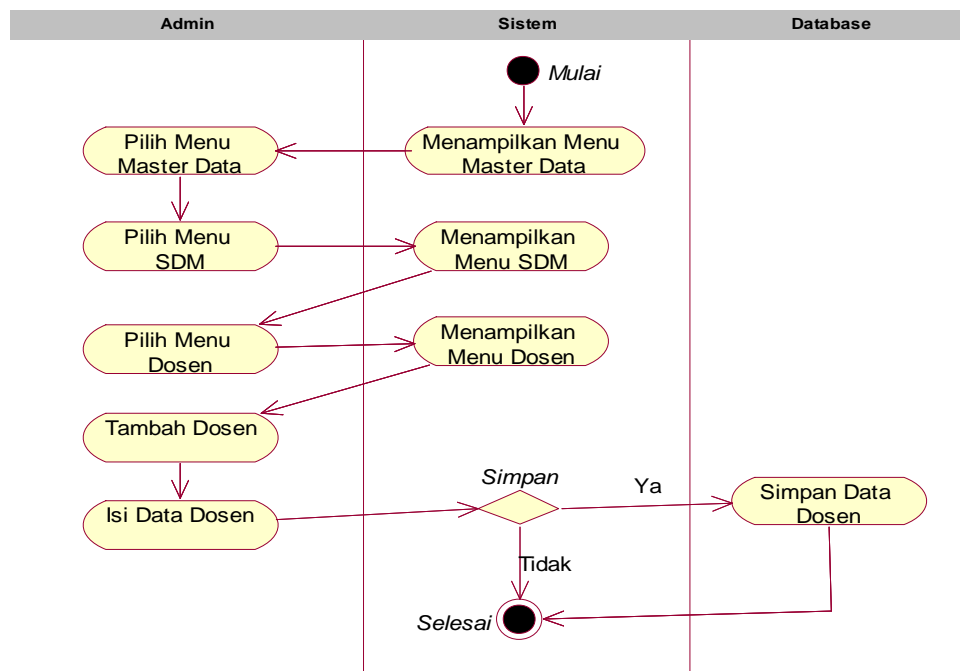 Admin
Sistem
Database
Mulai
Menampilkan Menu
Master Data
Pilih Menu
Master Data
Pilih Menu
SDM
Menampilkan
Menu SDM
Pilih Menu
Dosen
Menampilkan
Menu Dosen
Tambah Dosen
Isi Data Dosen
Simpan
Ya
Simpan Data
Dosen
Tidak
Selesai